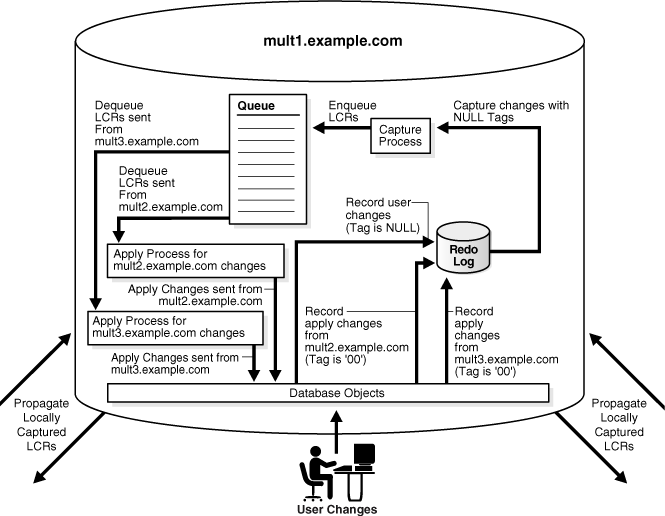 mult1.example.com
Dequeue
LCRs sent
From
mult3.example.com
Queue
Enqueue
LCRs
Capture
Process
Capture changes with
NULL Tags
Dequeue
LCRs sent
From
mult2.example.com
Record user
changes
(Tag is NULL)
Redo
Log
Apply Process for
mult2.example.com changes
Apply Changes sent from
mult2.example.com
Apply Process for
mult3.example.com changes
Apply Changes sent from
mult3.example.com
Record
apply changes
from
mult2.example.com
(Tag is '00')
Record
apply
changes
from
mult3.example.com
(Tag is '00')
Database Objects
Propagate
Locally
Captured
LCRs
Propagate
Locally
Captured
LCRs
User Changes